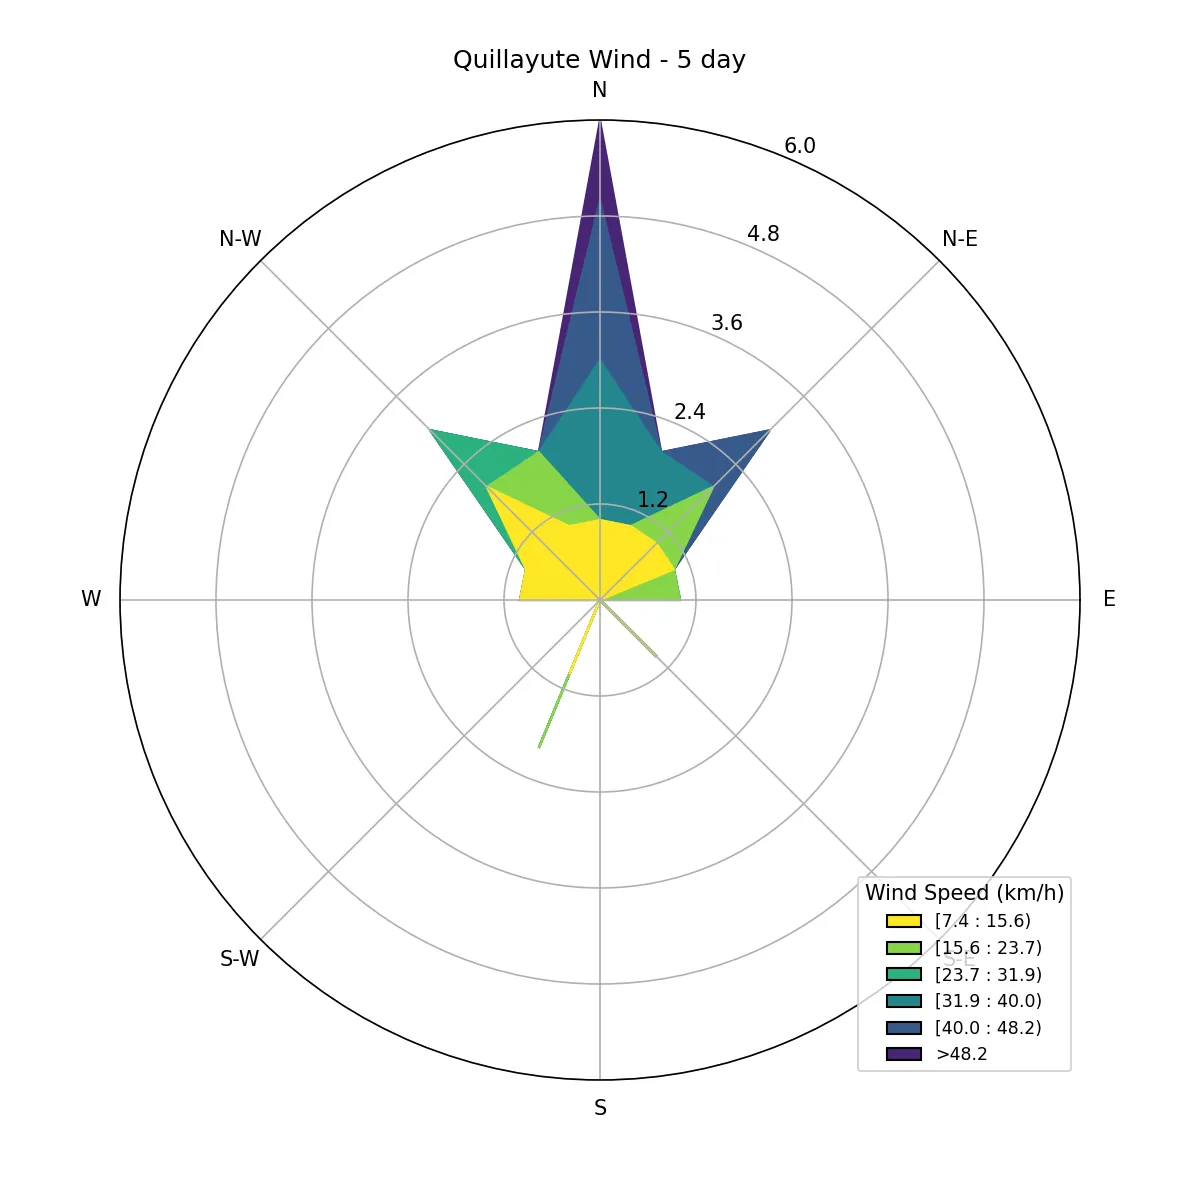 Quillayute Wind - 5 day
N
6.0
N-W
N-E
4.8
3.6
2.4
1.2
W
E
S-W
S-E
S
Wind Speed (km/h)
[7.4 : 15.6)
[15.6 : 23.7)
[23.7 : 31.9)
[31.9 : 40.0)
[40.0 : 48.2)
>48.2